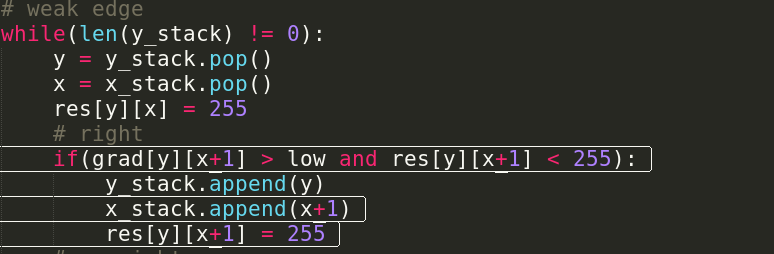 # weak edge
while(len(y_stack) != 0):
    y = y_stack.pop()
    x = x_stack.pop()
    res[y][x] = 255
    # right
    if(grad[y][x+1] > low and res[y][x+1] < 255):
        y_stack.append(y)
        x_stack.append(x+1)
        res[y][x+1] = 255